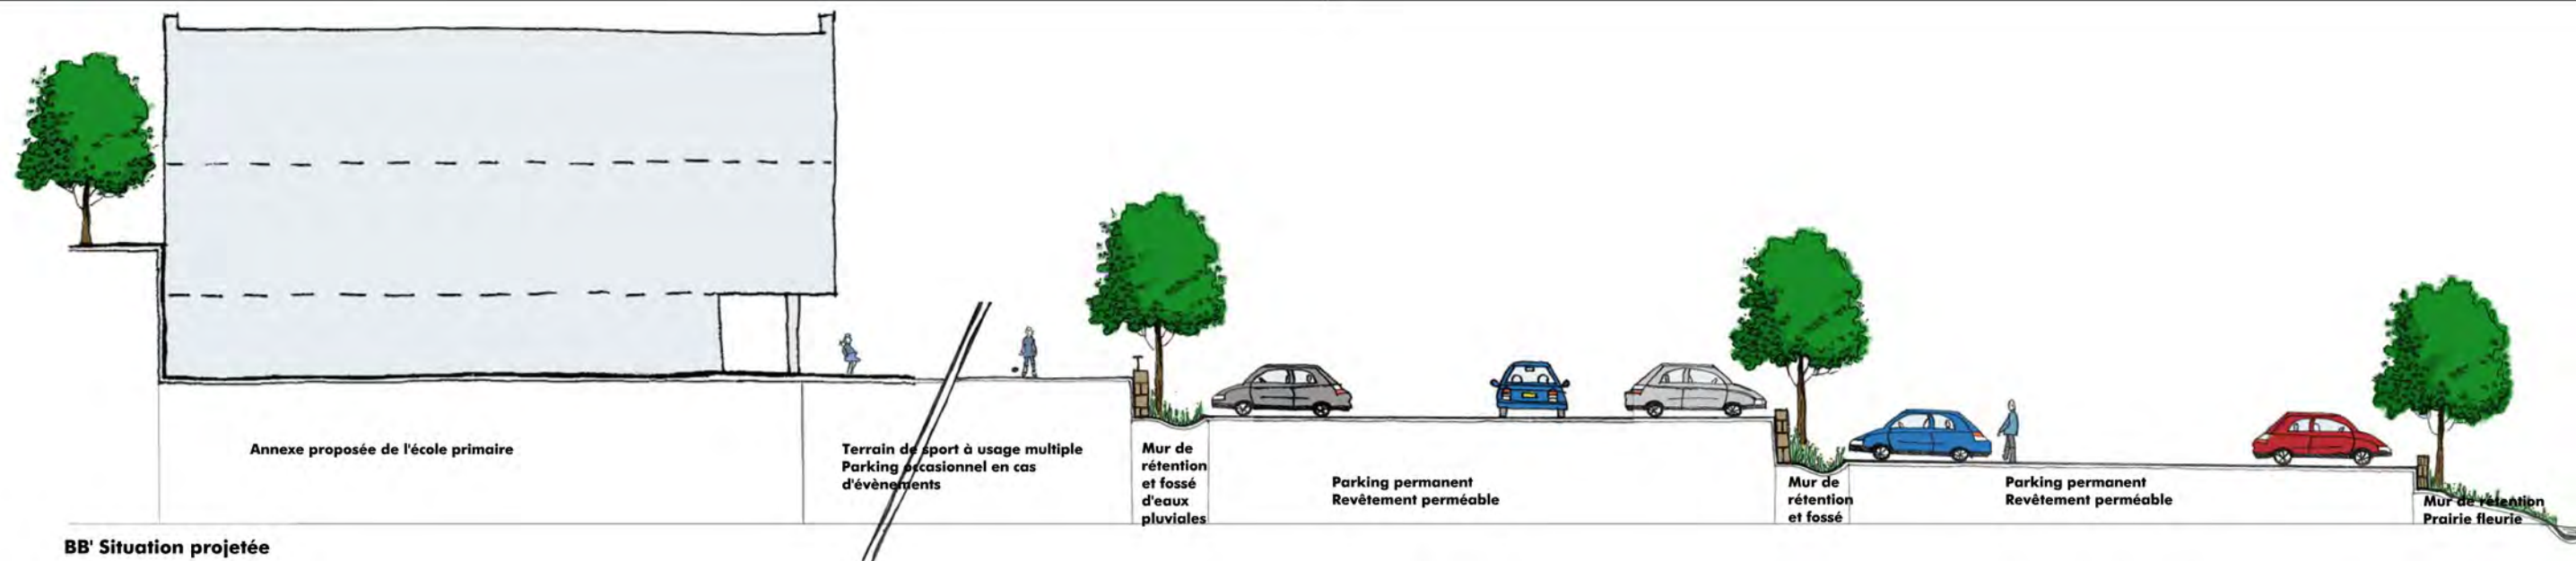 Annexe proposée de l'école primaire
Terrain de sport à usage multiple
Parking occasionnel en cas
d'évènements
Mur de
rétention
et fossé
d'eaux
pluviales
Parking permanent
Revêtement perméable
Mur de
rétention
et fossé
Parking permanent
Revêtement perméable
Mur de rétention
Prairie fleurie
BB' Situation projetée